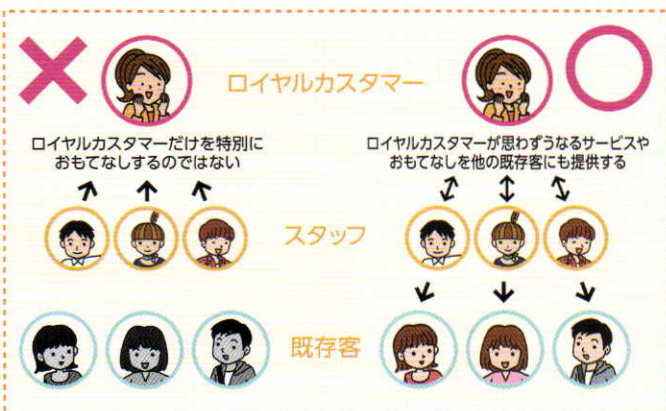 ロイヤルカスタマー
ロイヤルカスタマーだけを特別に
おもてなしするのではない
ロイヤルカスタマーが思わずうなるサービスや
おもてなしを他の既存客にも提供する
スタッフ
既存客